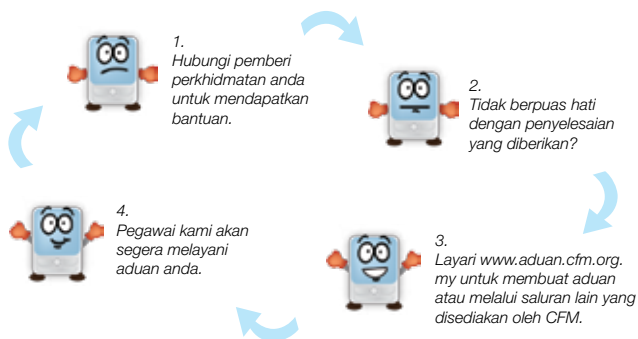 1.
Hubungi pemberi
perkhidmatan anda
untuk mendapatkan
bantuan.
2.
Tidak berpuas hati
dengan penyelesaian
yang diberikan?
3.
Layari www.aduan.cfm.org.
my untuk membuat aduan
atau melalui saluran lain yang
disediakan oleh CFM.
4.
Pegawai kami akan
segera melayani
aduan anda.